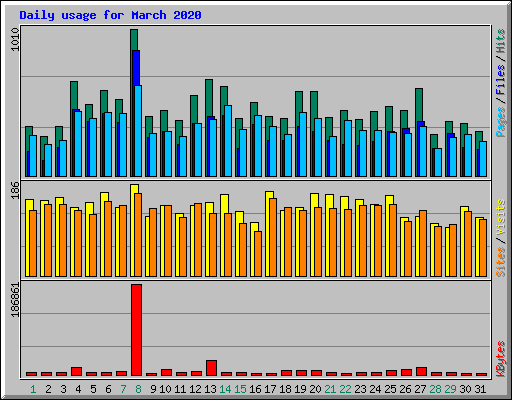 Daily usage for March 2020
1010
Pages / Files / Hits
186
Sites / Visits
186861
KBytes
1 2 3 4 5 6 7 8 9 10 11 12 13 14 15 16 17 18 19 20 21 22 23 24 25 26 27 28 29 30 31